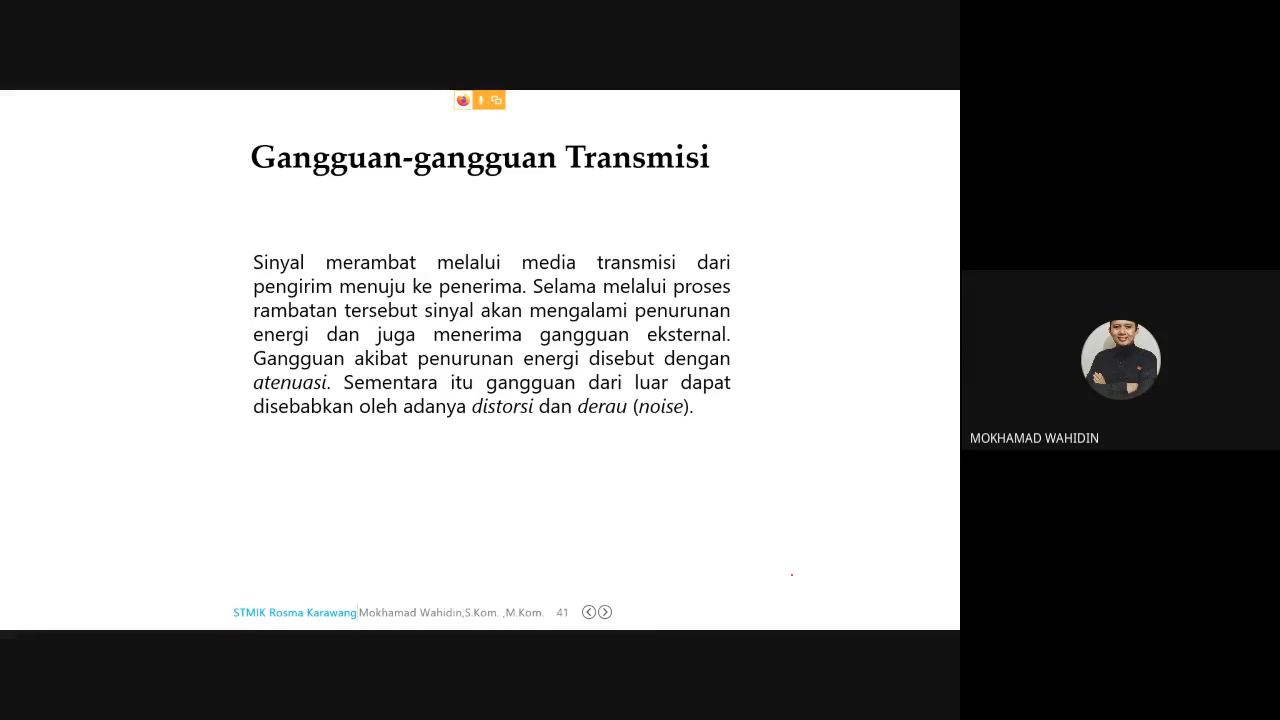 Gangguan-gangguan Transmisi
Sinyal merambat melalui media transmisi dari
pengirim menuju ke penerima. Selama melalui proses
rambatan tersebut sinyal akan mengalami penurunan
energi dan juga menerima gangguan eksternal.
Gangguan akibat penurunan energi disebut dengan
atenuasi. Sementara itu gangguan dari luar dapat
disebabkan oleh adanya distorsi dan derau (noise).
STMIK Rosma Karawang|Mokhamad Wahidin,S.Kom. ,M.Kom. 41
MOKHAMAD WAHIDIN